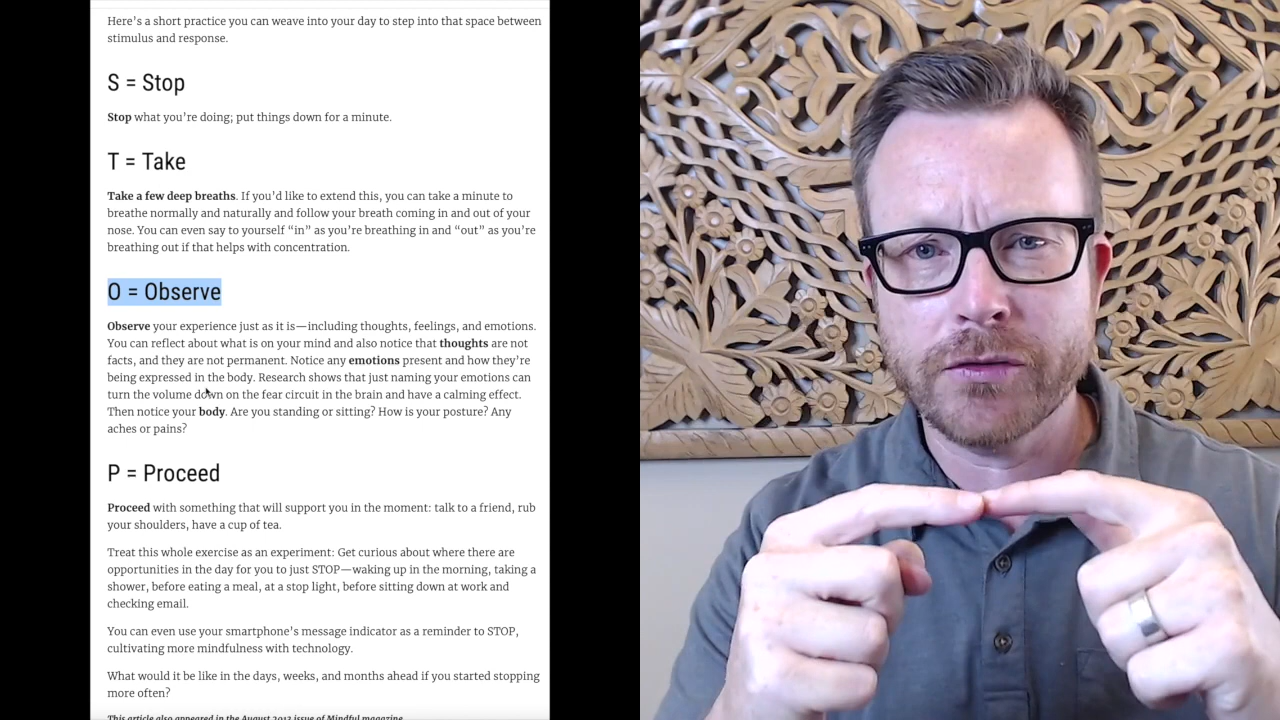 Here's a short practice you can weave into your day to step into that space between
stimulus and response.
S = Stop
Stop what you're doing; put things down for a minute.
T = Take
Take a few deep breaths. If you'd like to extend this, you can take a minute to
breathe normally and naturally and follow your breath coming in and out of your
nose. You can even say to yourself “in” as you're breathing in and “out” as you're
breathing out if that helps with concentration.
O = Observe
Observe your experience just as it is—including thoughts, feelings, and emotions.
You can reflect about what is on your mind and also notice that thoughts are not
facts, and they are not permanent. Notice any emotions present and how they're
being expressed in the body. Research shows that just naming your emotions can
turn the volume down on the fear circuit in the brain and have a calming effect.
Then notice your body. Are you standing or sitting? How is your posture? Any
aches or pains?
P = Proceed
Proceed with something that will support you in the moment: talk to a friend, rub
your shoulders, have a cup of tea.
Treat this whole exercise as an experiment: Get curious about where there are
opportunities in the day for you to just STOP—waking up in the morning, taking a
shower, before eating a meal, at a stop light, before sitting down at work and
checking email.
You can even use your smartphone's message indicator as a reminder to STOP,
cultivating more mindfulness with technology.
What would it be like in the days, weeks, and months ahead if you started stopping
more often?
This article also appeared in the August 2013 issue of Mindful magazine.